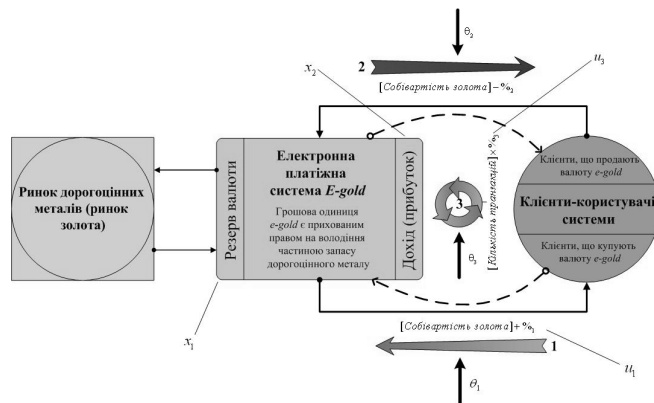 θ₂
x₂
2
u₃
[Собівартість золота]−%₂
Ринок дорогоцінних
металів (ринок
золота)
Резерв валюти
Електронна
платіжна
система E-gold
Грошова одиниця
e-gold є прихованим
правом на володіння
частиною запасу
дорогоцінного металу
Дохід (прибуток)
3
[Кількість транзакцій]×%₃
θ₃
Клієнти, що продають
валюту e-gold
Клієнти-користувачі
системи
Клієнти, що купують
валюту e-gold
x₁
[Собівартість золота]+%₁
1
u₁
θ₁